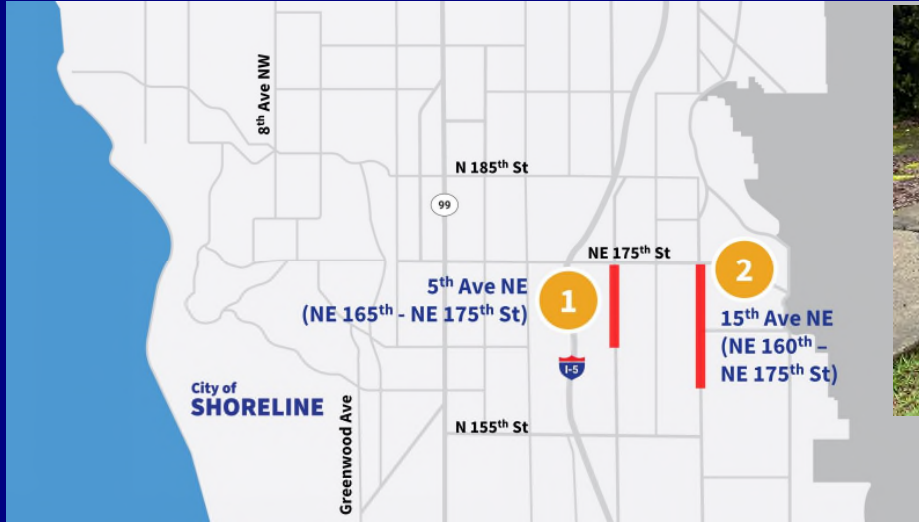 8th Ave NW
N 185th St
99
NE 175th St
5th Ave NE
(NE 165th - NE 175th St)
1
2
15th Ave NE
(NE 160th –
NE 175th St)
I-5
City of
SHORELINE
Greenwood Ave
N 155th St